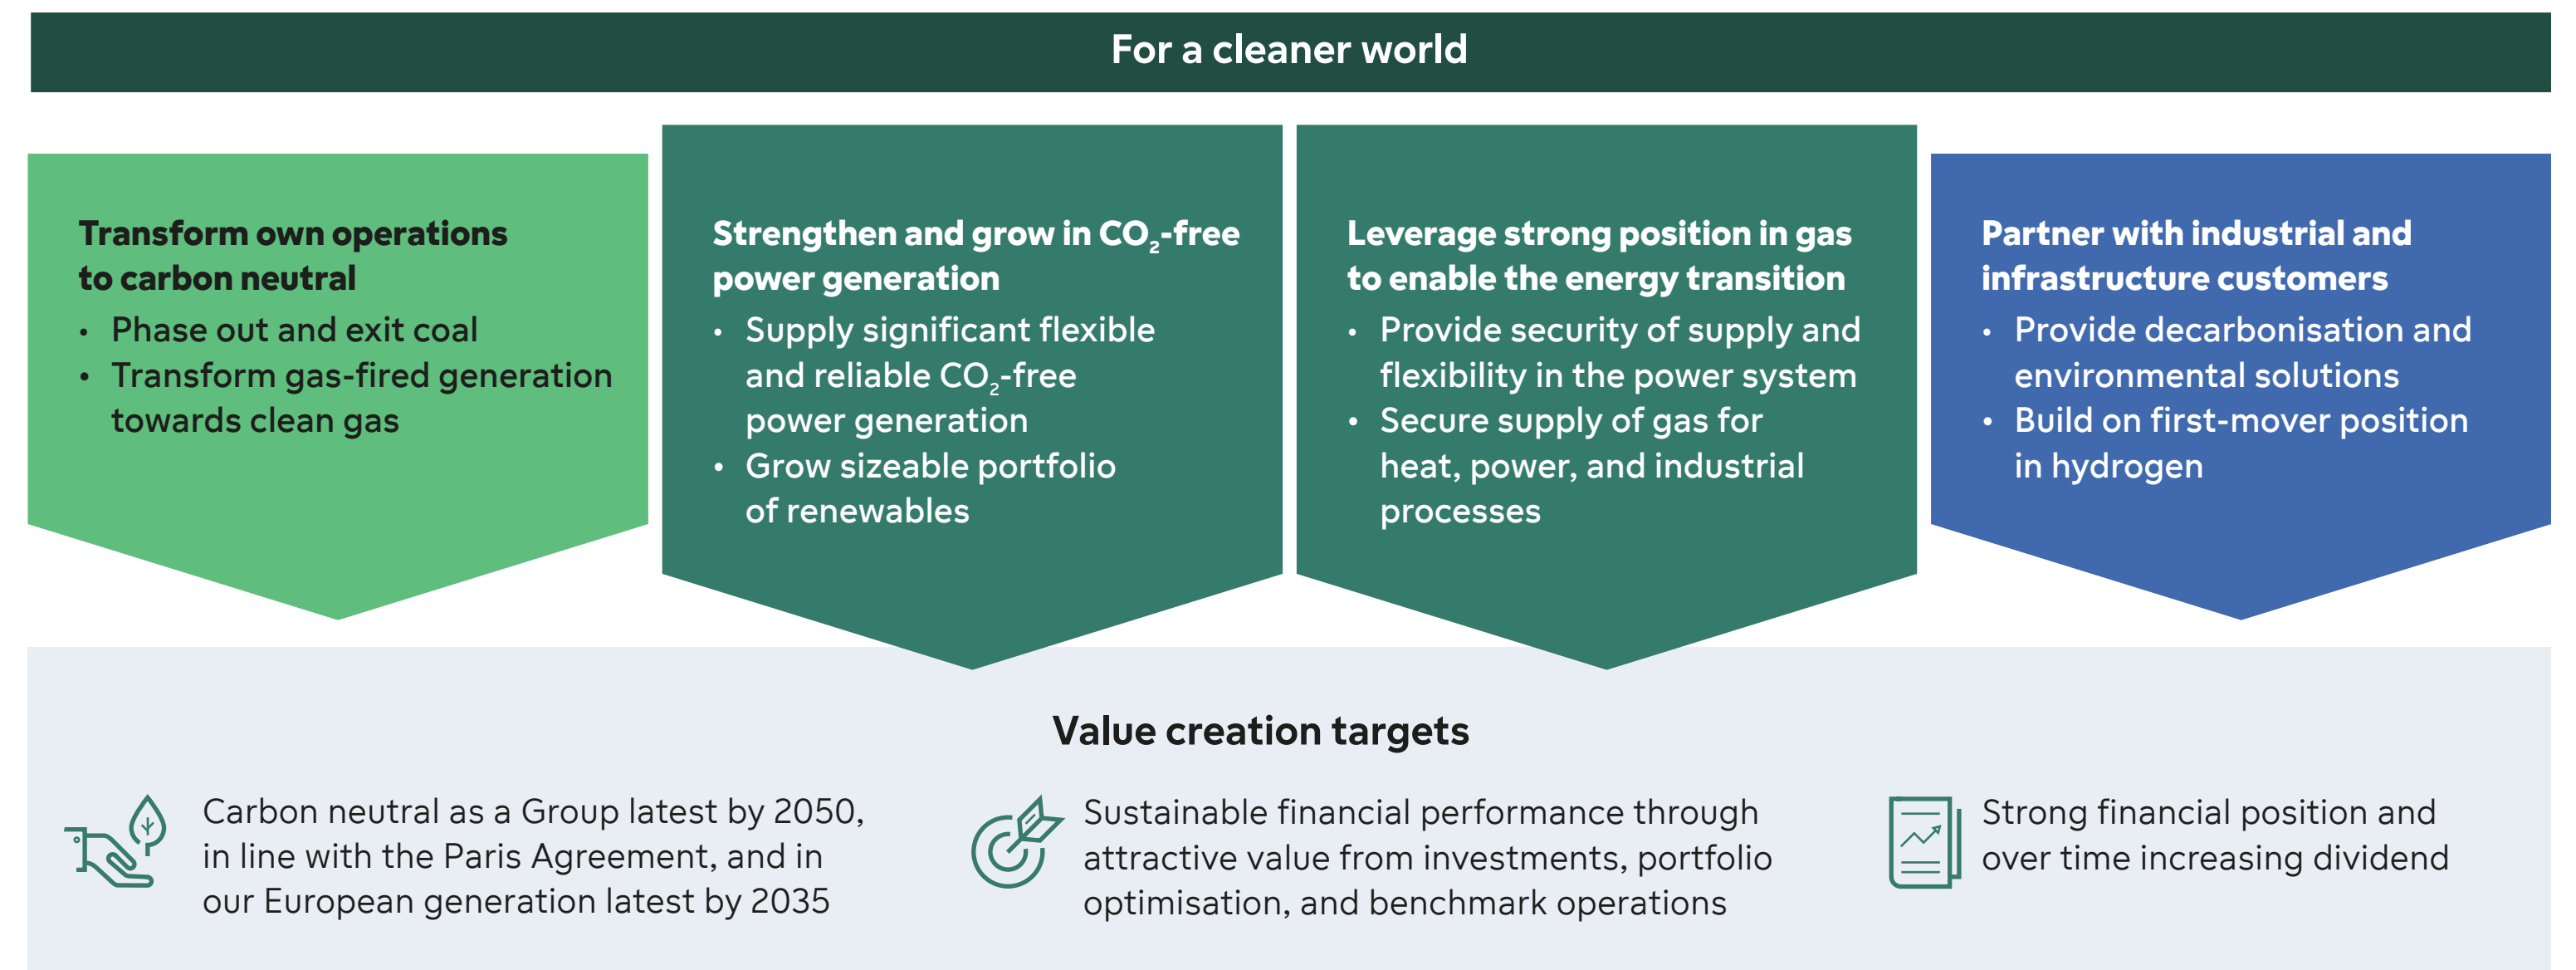 For a cleaner world
Transform own operations
to carbon neutral
• Phase out and exit coal
• Transform gas-fired generation
towards clean gas
Strengthen and grow in CO₂-free
power generation
• Supply significant flexible
and reliable CO₂-free
power generation
• Grow sizeable portfolio
of renewables
Leverage strong position in gas
to enable the energy transition
• Provide security of supply and
flexibility in the power system
• Secure supply of gas for
heat, power, and industrial
processes
Partner with industrial and
infrastructure customers
• Provide decarbonisation and
environmental solutions
• Build on first-mover position
in hydrogen
Value creation targets
Carbon neutral as a Group latest by 2050,
in line with the Paris Agreement, and in
our European generation latest by 2035
Sustainable financial performance through
attractive value from investments, portfolio
optimisation, and benchmark operations
Strong financial position and
over time increasing dividend